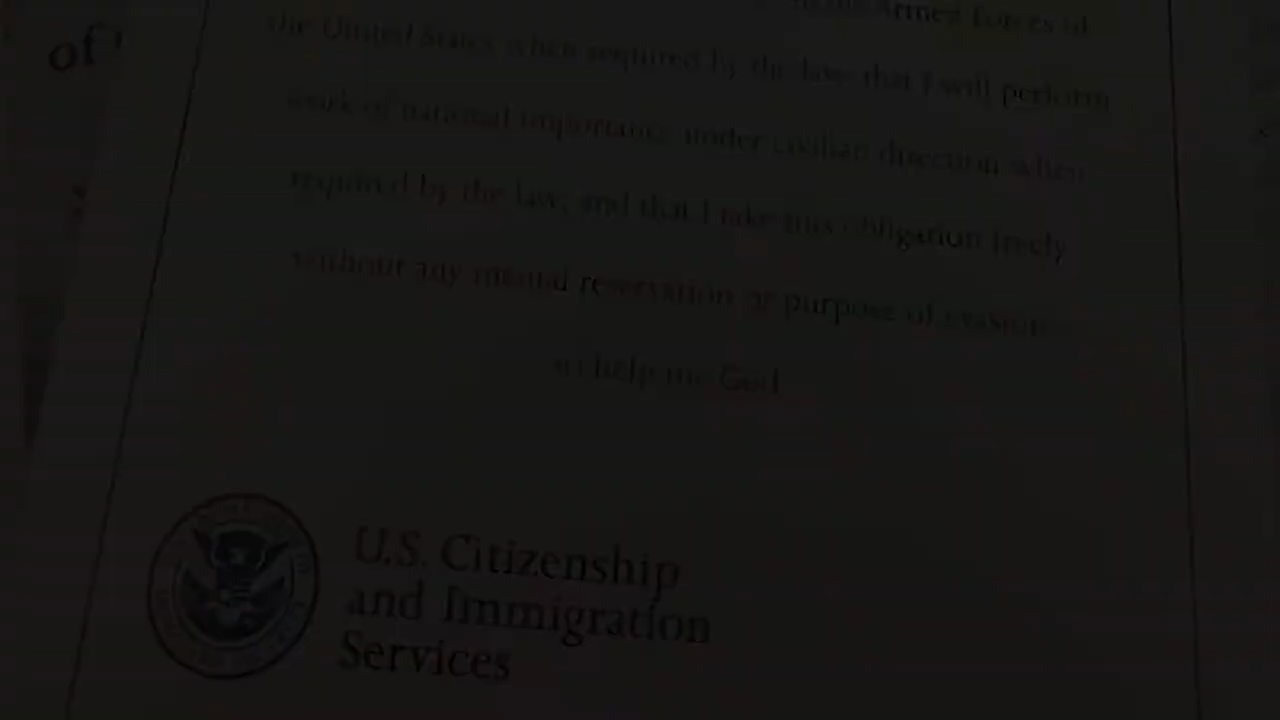 of
Armed Forces of
the United States when required by the law; that I will perform
work of national importance under civilian direction when
required by the law; and that I take this obligation freely
without any mental reservation or purpose of evasion
so help me God
U.S. Citizenship
and Immigration
Services